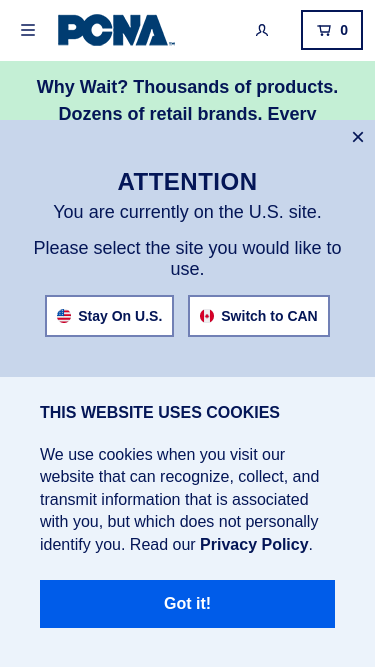 PCNA™
0
Why Wait? Thousands of products.
Dozens of retail brands. Every
×
ATTENTION
You are currently on the U.S. site.
Please select the site you would like to
use.
Stay On U.S.
Switch to CAN
THIS WEBSITE USES COOKIES
We use cookies when you visit our
website that can recognize, collect, and
transmit information that is associated
with you, but which does not personally
identify you. Read our Privacy Policy.
Got it!